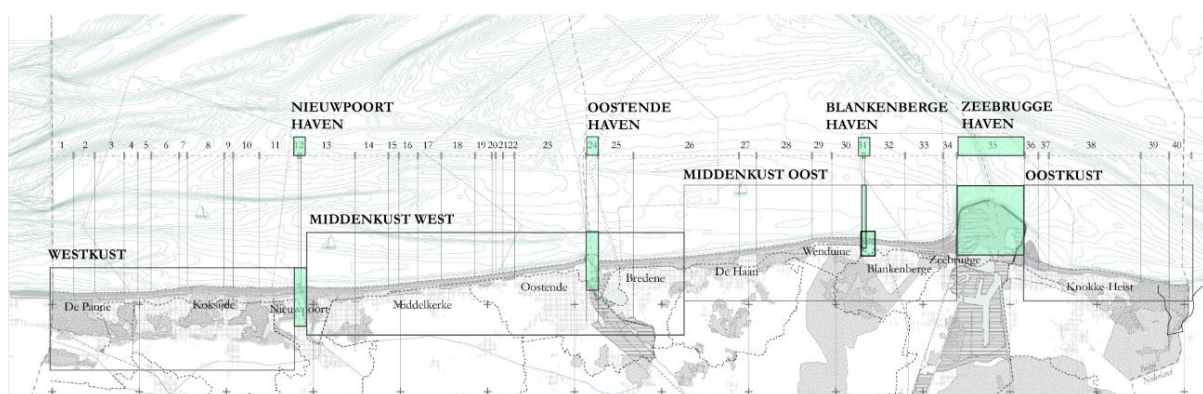 NIEUWPOORT
HAVEN
OOSTENDE
HAVEN
BLANKENBERGE
HAVEN
ZEEBRUGGE
HAVEN
1 2 3 4 5 6 7 8 9 10 11 12 13 14 15 16 17 18 19 20 21 22 23 24 25 26 27 28 29 30 31 32 33 34 35 36 37 38 39 40
MIDDENKUST OOST
OOSTKUST
MIDDENKUST WEST
WESTKUST
Wenduine
Zeebrugge
Blankenberge
De Haan
Bredene
Oostende
Knokke-Heist
Middelkerke
Nieuwpoort
Koksijde
De Panne
België
Nederland